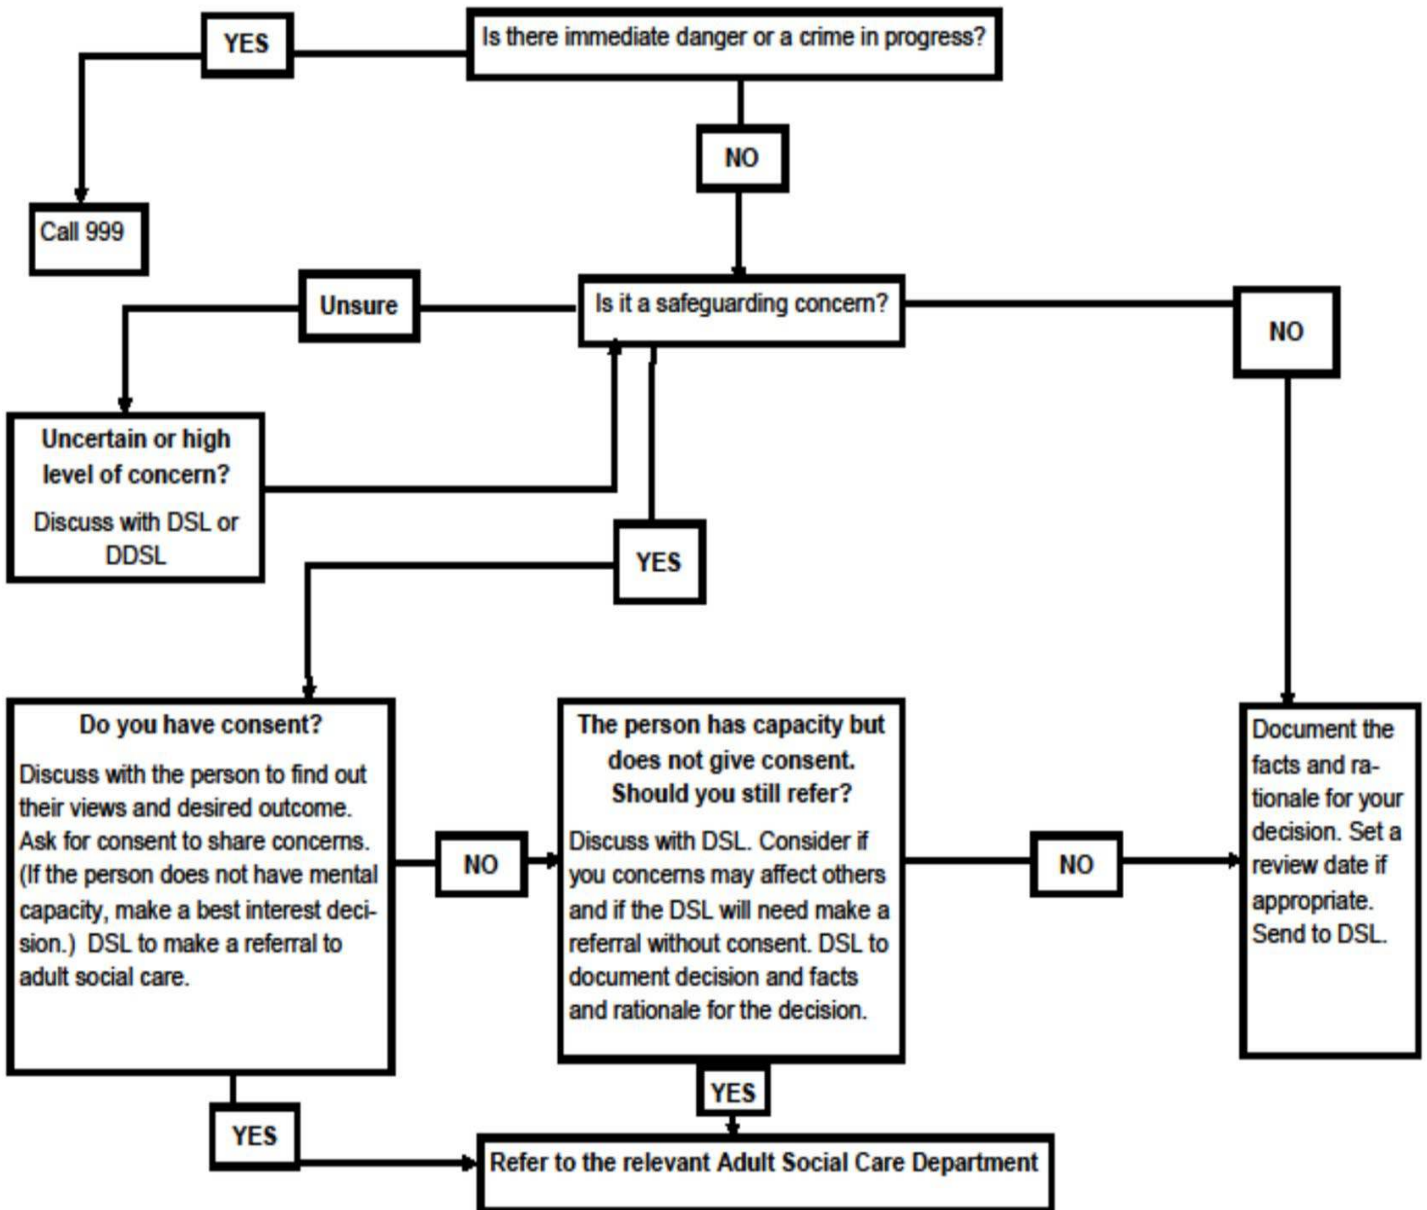 YES
Is there immediate danger or a crime in progress?
NO
Call 999
Unsure
Is it a safeguarding concern?
NO
Uncertain or high
level of concern?
Discuss with DSL or
DDSL
YES
Do you have consent?
Discuss with the person to find out
their views and desired outcome.
Ask for consent to share concerns.
(If the person does not have mental
capacity, make a best interest deci-
sion.) DSL to make a referral to
adult social care.
NO
The person has capacity but
does not give consent.
Should you still refer?
Discuss with DSL. Consider if
you concerns may affect others
and if the DSL will need make a
referral without consent. DSL to
document decision and facts
and rationale for the decision.
NO
Document the
facts and ra-
tionale for your
decision. Set a
review date if
appropriate.
Send to DSL.
YES
YES
Refer to the relevant Adult Social Care Department